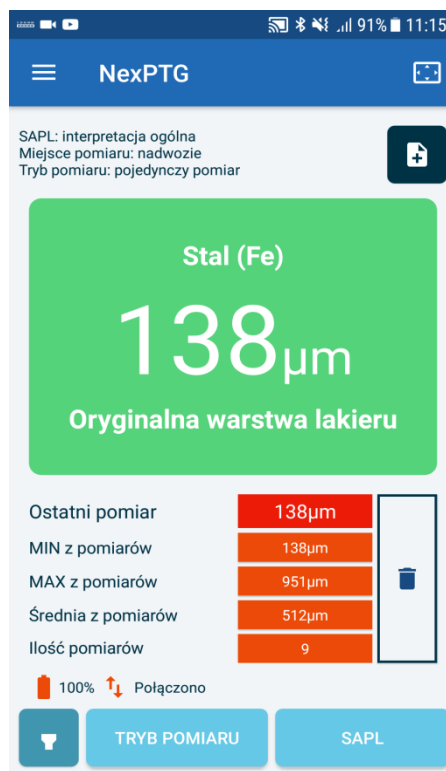 91% 11:15
NexPTG
SAPL: interpretacja ogólna
Miejsce pomiaru: nadwozie
Tryb pomiaru: pojedynczy pomiar
Stal (Fe)
138µm
Oryginalna warstwa lakieru
Ostatni pomiar 138µm
MIN z pomiarów 138µm
MAX z pomiarów 951µm
Średnia z pomiarów 512µm
Ilość pomiarów 9
100% Połączono
TRYB POMIARU SAPL